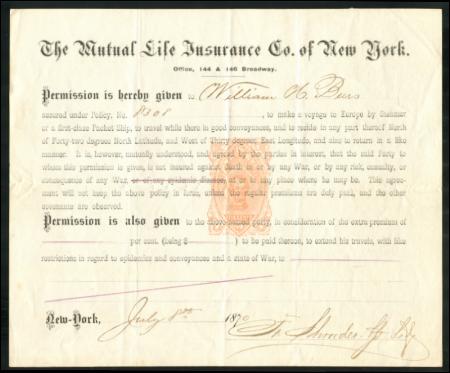 The Mutual Life Insurance Co. of New York.
Office, 144 & 146 Broadway.
Permission is hereby given to William H. Beers
assured under Policy, No. 8308, to make a voyage to Europe by Steamer
or a first-class Packet Ship, to travel while there in good conveyances, and to reside in any part thereof North
of Forty-two degrees North Latitude, and West of Thirty degrees East Longitude, and also to return in a like
manner. It is, however, mutually understood, and agreed by the parties in interest, that the said Party to
whom this permission is given, is not insured against death in or by any War, or by any risk, casualty, or
consequence of any War, or of any epidemic disease, at or to any place where he may be. This agree-
ment will not keep the above policy in force, unless the regular premiums are duly paid, and the other
covenants are observed.
Permission is also given to the above-named party, in consideration of the extra premium of
per cent. (being $ ) to be paid thereon, to extend his travels, with like
restrictions in regard to epidemics and conveyances and a state of War, to
New-York, July 8th 1870